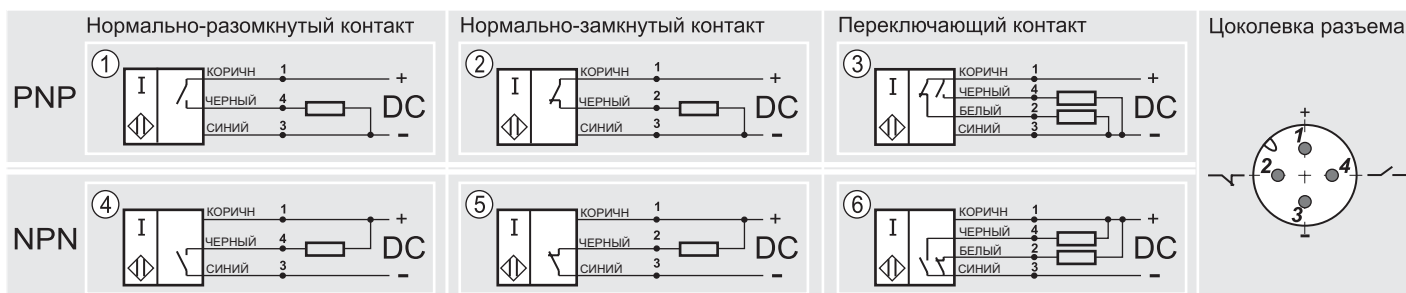 Нормально-разомкнутый контакт
Нормально-замкнутый контакт
Переключающий контакт
Цоколевка разъема
PNP
1
I
КОРИЧН 1 +
ЧЕРНЫЙ 4 DC
СИНИЙ 3 -
2
I
КОРИЧН 1 +
ЧЕРНЫЙ 2 DC
СИНИЙ 3 -
3
I
КОРИЧН 1 +
ЧЕРНЫЙ 4
БЕЛЫЙ 2 DC
СИНИЙ 3 -
NPN
4
I
КОРИЧН 1 +
ЧЕРНЫЙ 4 DC
СИНИЙ 3 -
5
I
КОРИЧН 1 +
ЧЕРНЫЙ 2 DC
СИНИЙ 3 -
6
I
КОРИЧН 1 +
ЧЕРНЫЙ 4
БЕЛЫЙ 2 DC
СИНИЙ 3 -
+
1
2 4
3
-